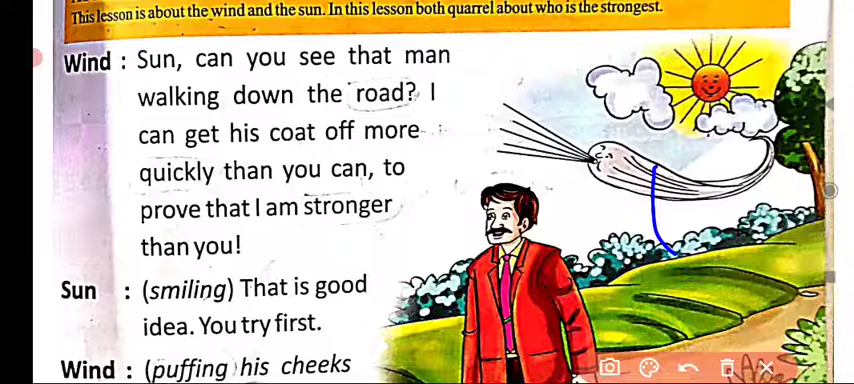 This lesson is about the wind and the sun. In this lesson both quarrel about who is the strongest.
Wind : Sun, can you see that man
walking down the road? I
can get his coat off more
quickly than you can, to
prove that I am stronger
than you!
Sun : (smiling) That is good
idea. You try first.
Wind : (puffing his cheeks